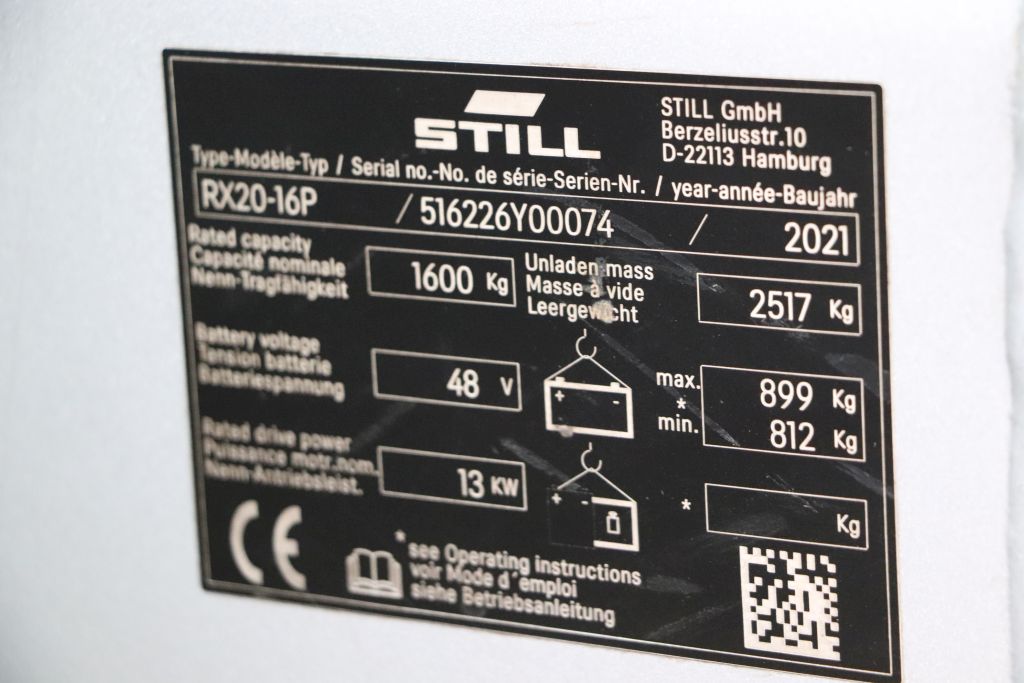 STILL
STILL GmbH
Berzeliusstr.10
D-22113 Hamburg
Type-Modèle-Typ / Serial no.-No. de série-Serien-Nr. / year-année-Baujahr
RX20-16P / 516226Y00074 / 2021
Rated capacity
Capacité nominale
Nenn-Tragfähigkeit
1600 Kg
Unladen mass
Masse à vide
Leergewicht
2517 Kg
Battery voltage
Tension batterie
Batteriespannung
48 V
+ -
max.
*
min.
899 Kg
812 Kg
Rated drive power
Puissance motr.nom.
Nenn-Antriebsleist.
13 KW
+ -
*
Kg
CE
* see Operating instructions
voir Mode d´emploi
siehe Betriebsanleitung